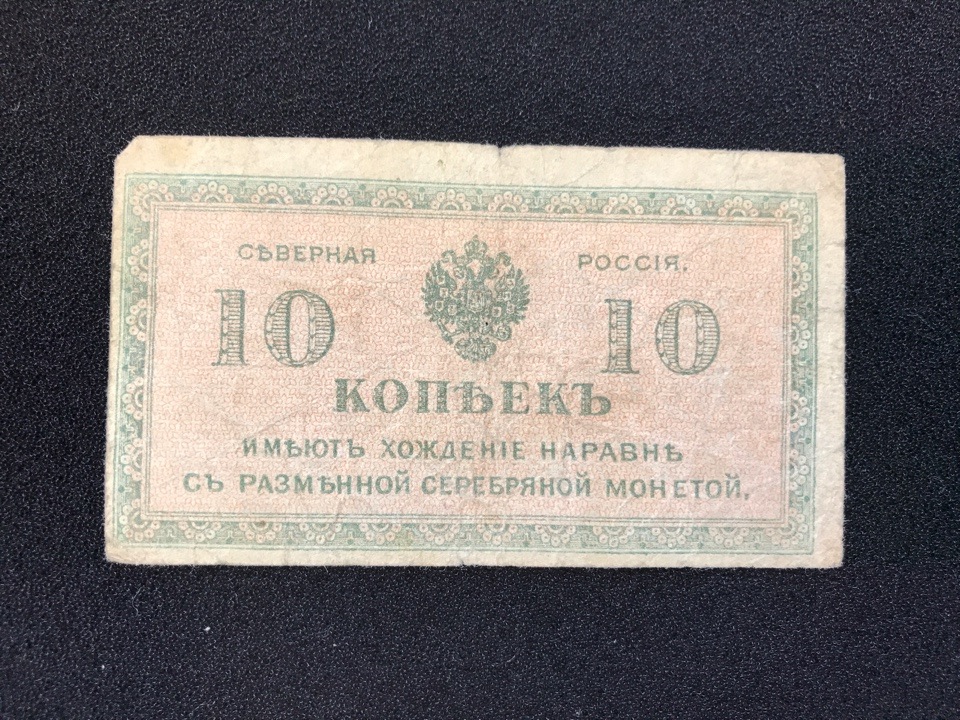 СѢВЕРНАЯ РОССІЯ.
10 10
КОПѢЕКЪ
ИМѢЮТЪ ХОЖДЕНІЕ НАРАВНѢ
СЪ РАЗМѢННОЙ СЕРЕБРЯНОЙ МОНЕТОЙ.